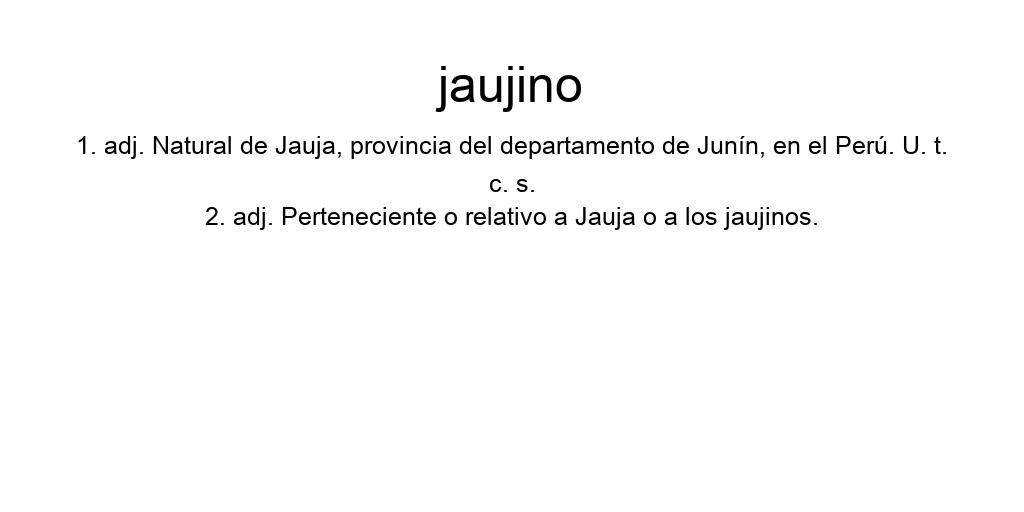 jaujino
1. adj. Natural de Jauja, provincia del departamento de Junín, en el Perú. U. t.
c. s.
2. adj. Perteneciente o relativo a Jauja o a los jaujinos.